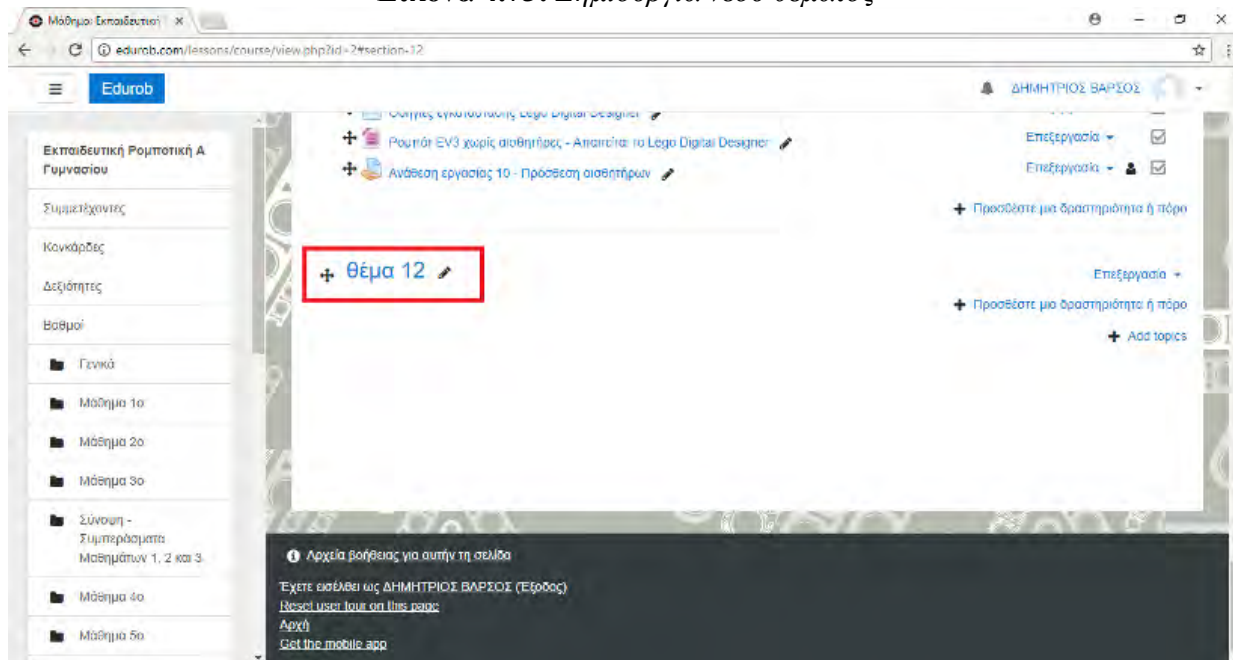 Μάθημα: Εκπαιδευτική
edurob.com/lessons/course/view.php?id=2#section-12
Edurob
ΔΗΜΗΤΡΙΟΣ ΒΑΡΣΟΣ
Εκπαιδευτική Ρομποτική Α
Γυμνασίου
Συμμετέχοντες
Κονκάρδες
Δεξιότητες
Βαθμοί
Γενικά
Μάθημα 1ο
Μάθημα 2ο
Μάθημα 3ο
Σύνοψη -
Συμπεράσματα
Μαθημάτων 1, 2 και 3
Μάθημα 4ο
Μάθημα 5ο
Οδηγίες εγκατάστασης Lego Digital Designer
Ρομπότ EV3 χωρίς αισθητήρες - Απαιτείται το Lego Digital Designer
Επεξεργασία
Ανάθεση εργασίας 10 - Πρόσθεση αισθητήρων
Επεξεργασία
Προσθέστε μια δραστηριότητα ή πόρο
Θέμα 12
Επεξεργασία
Προσθέστε μια δραστηριότητα ή πόρο
Add topics
Αρχεία βοήθειας για αυτήν τη σελίδα
Έχετε εισέλθει ως ΔΗΜΗΤΡΙΟΣ ΒΑΡΣΟΣ (Έξοδος)
Reset user tour on this page
Αρχή
Get the mobile app